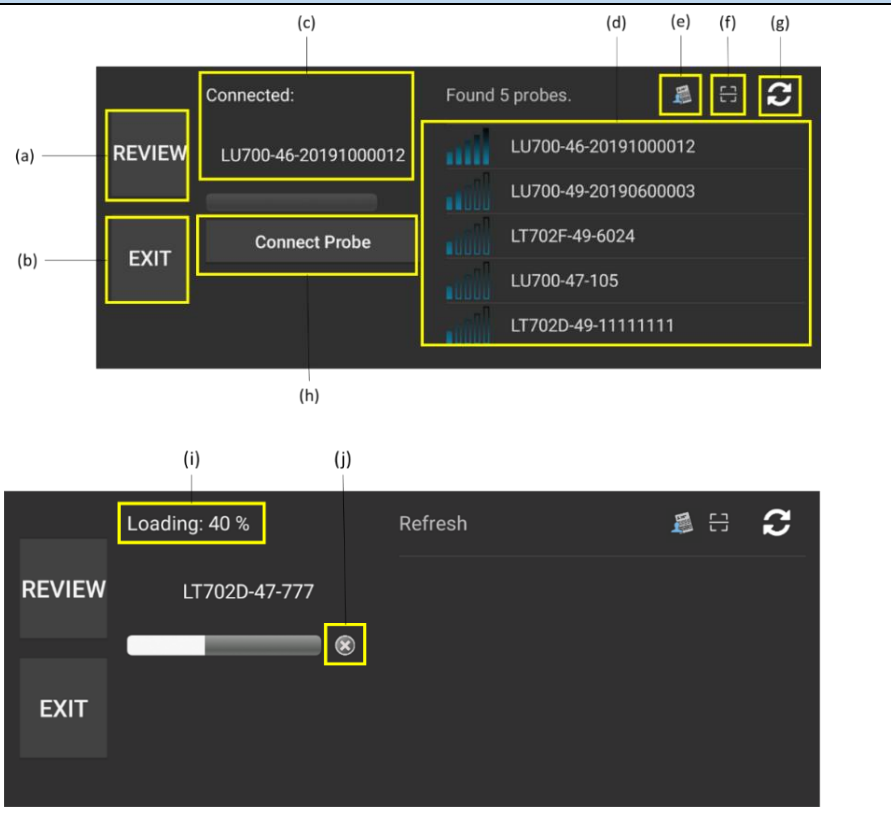 (c)
(d)
(e)
(f)
(g)
Connected:
Found 5 probes.
(a)
REVIEW
LU700-46-20191000012
LU700-46-20191000012
LU700-49-20190600003
(b)
EXIT
Connect Probe
LT702F-49-6024
LU700-47-105
LT702D-49-11111111
(h)
(i)
(j)
Loading: 40 %
Refresh
REVIEW
LT702D-47-777
EXIT